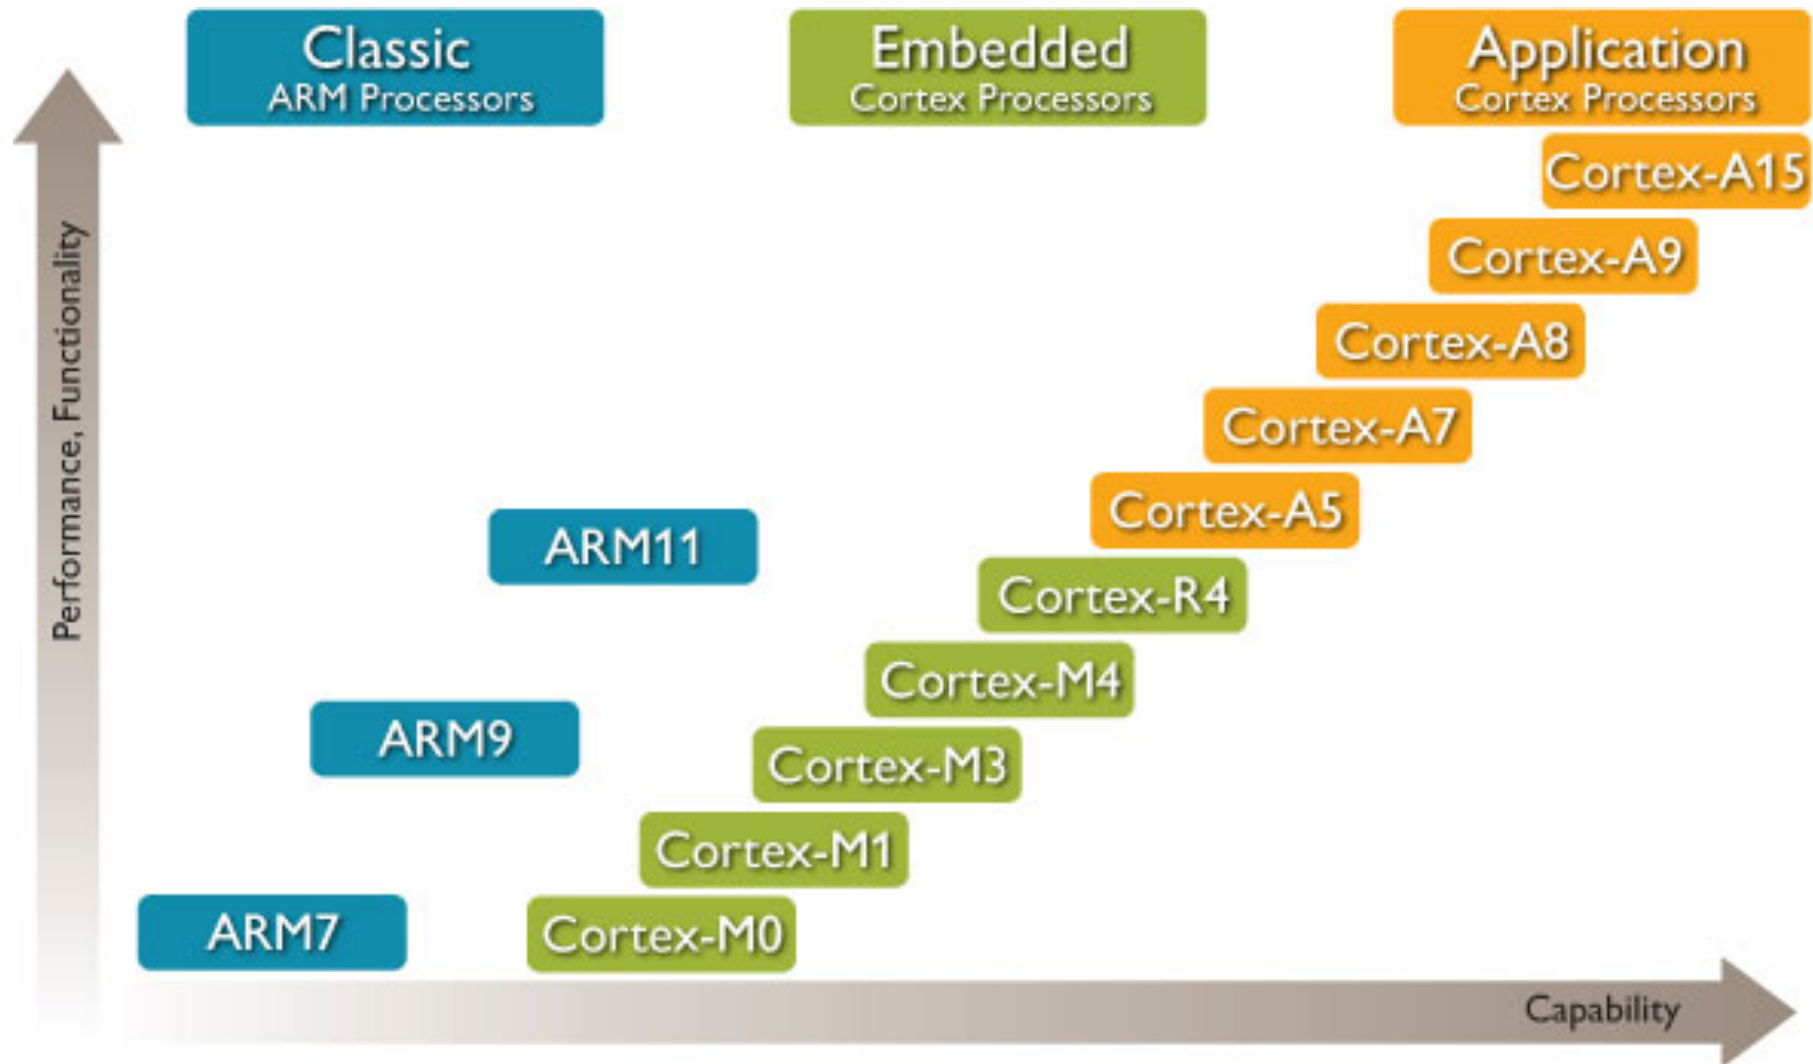 Classic
ARM Processors
Embedded
Cortex Processors
Application
Cortex Processors
Cortex-A15
Cortex-A9
Cortex-A8
Cortex-A7
Cortex-A5
ARM11
Cortex-R4
Cortex-M4
ARM9
Cortex-M3
Cortex-M1
ARM7
Cortex-M0
Performance, Functionality
Capability